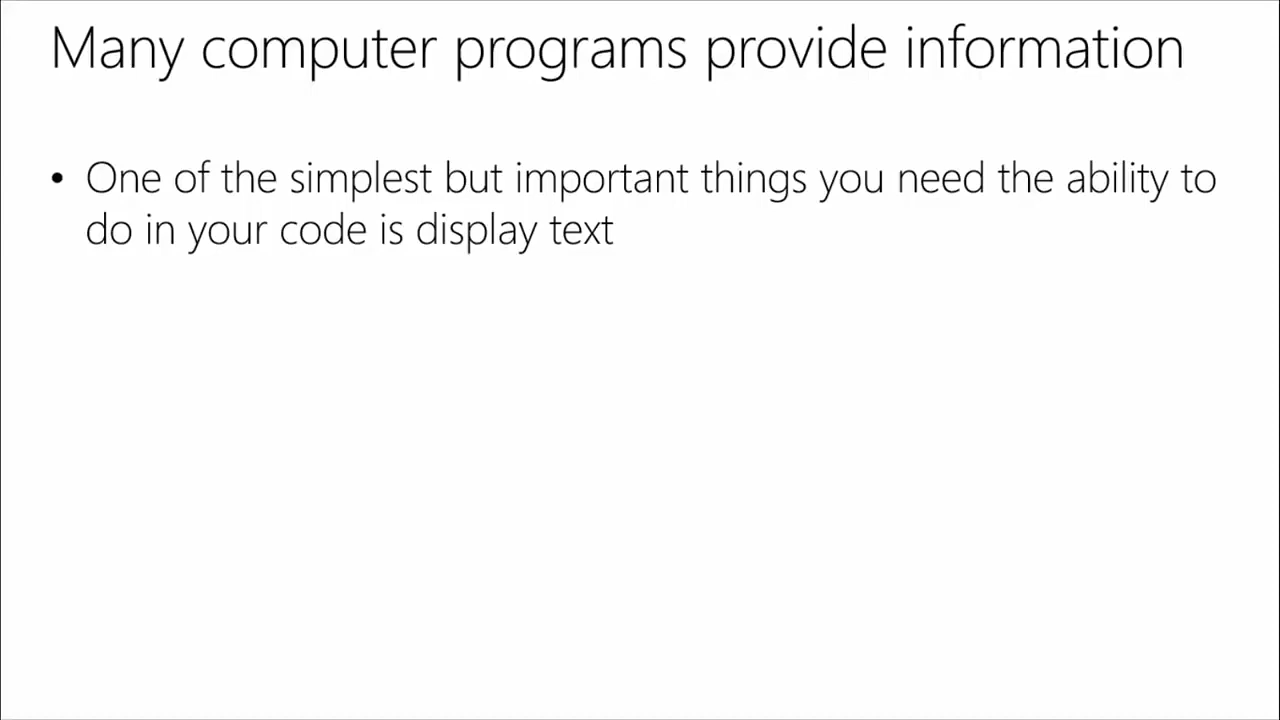 Many computer programs provide information
• One of the simplest but important things you need the ability to
do in your code is display text